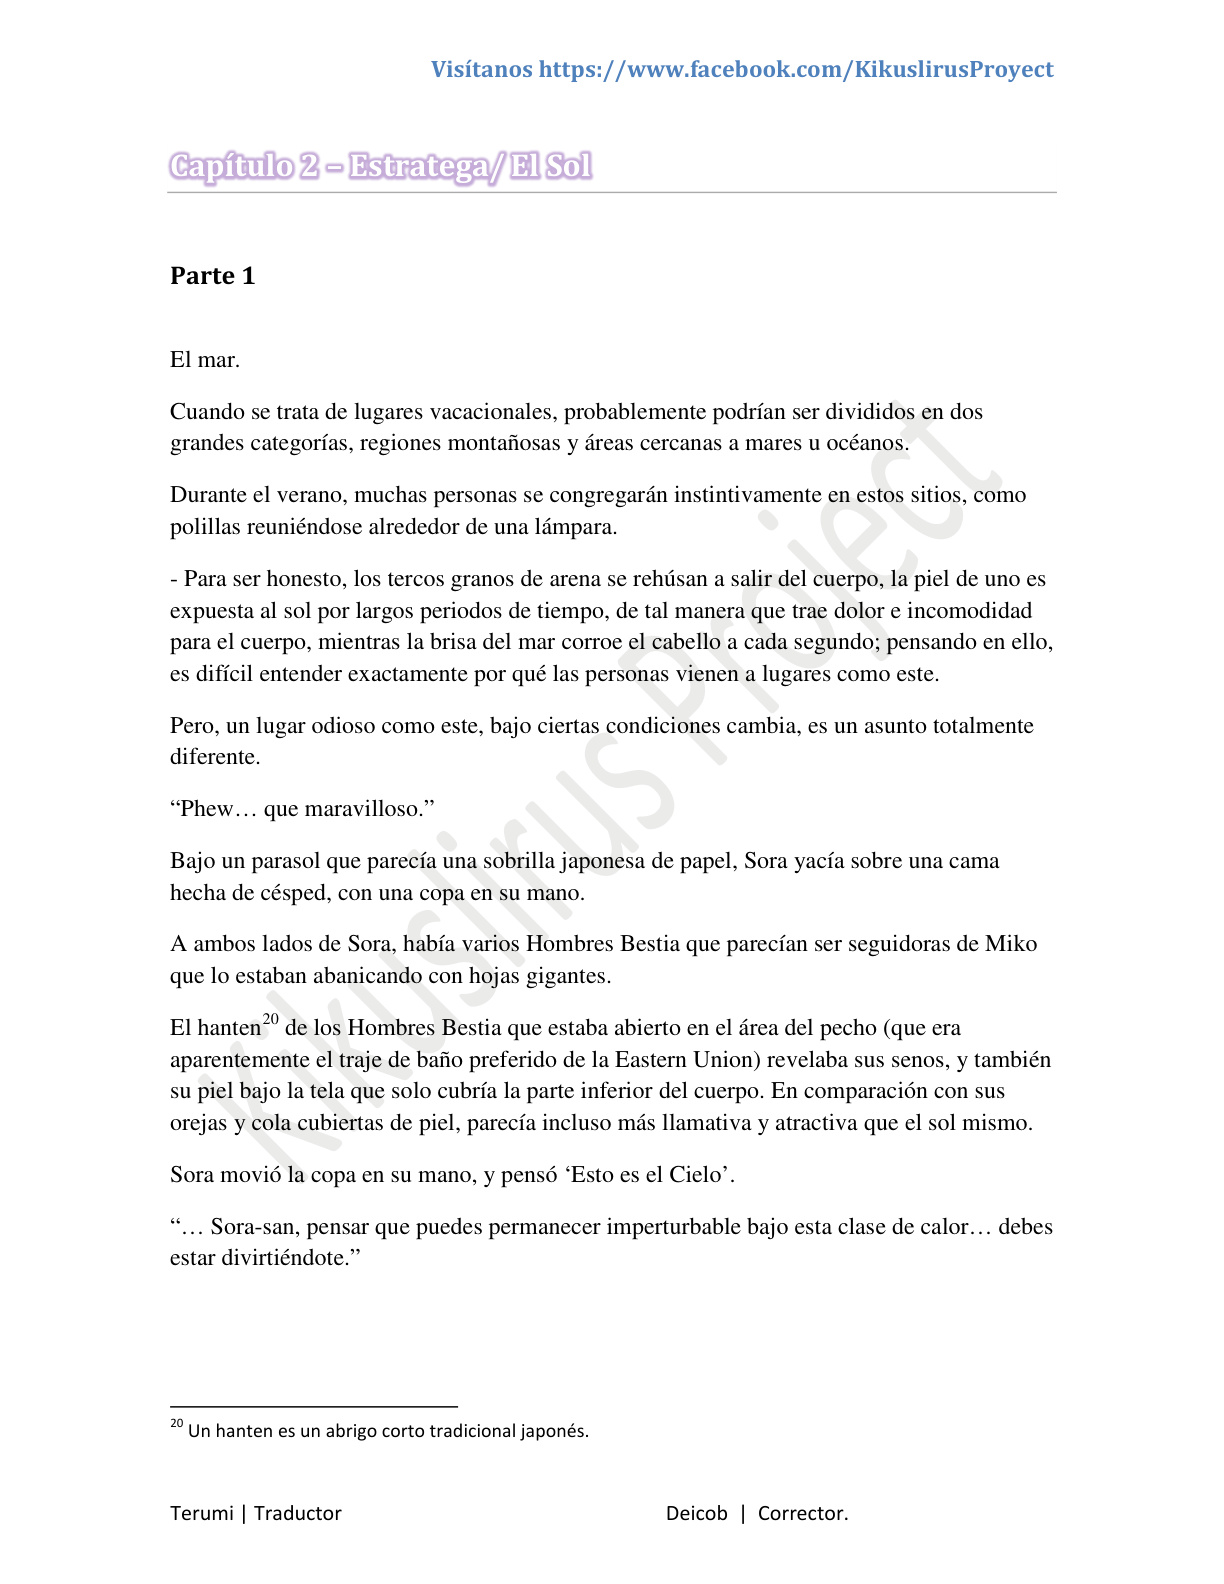 Visítanos https://www.facebook.com/KikuslirusProyect
Capítulo 2 – Estratega/ El Sol
Parte 1
El mar.
Cuando se trata de lugares vacacionales, probablemente podrían ser divididos en dos
grandes categorías, regiones montañosas y áreas cercanas a mares u océanos.
Durante el verano, muchas personas se congregarán instintivamente en estos sitios, como
polillas reuniéndose alrededor de una lámpara.
- Para ser honesto, los tercos granos de arena se rehúsan a salir del cuerpo, la piel de uno es
expuesta al sol por largos periodos de tiempo, de tal manera que trae dolor e incomodidad
para el cuerpo, mientras la brisa del mar corroe el cabello a cada segundo; pensando en ello,
es difícil entender exactamente por qué las personas vienen a lugares como este.
Pero, un lugar odioso como este, bajo ciertas condiciones cambia, es un asunto totalmente
diferente.
“Phew… que maravilloso.”
Bajo un parasol que parecía una sobrilla japonesa de papel, Sora yacía sobre una cama
hecha de césped, con una copa en su mano.
A ambos lados de Sora, había varios Hombres Bestia que parecían ser seguidoras de Miko
que lo estaban abanicando con hojas gigantes.
El hanten20 de los Hombres Bestia que estaba abierto en el área del pecho (que era
aparentemente el traje de baño preferido de la Eastern Union) revelaba sus senos, y también
su piel bajo la tela que solo cubría la parte inferior del cuerpo. En comparación con sus
orejas y cola cubiertas de piel, parecía incluso más llamativa y atractiva que el sol mismo.
Sora movió la copa en su mano, y pensó ‘Esto es el Cielo’.
“… Sora-san, pensar que puedes permanecer imperturbable bajo esta clase de calor… debes
estar divirtiéndote.”
20 Un hanten es un abrigo corto tradicional japonés.
Terumi | Traductor Deicob | Corrector.
Kikuslirus Project